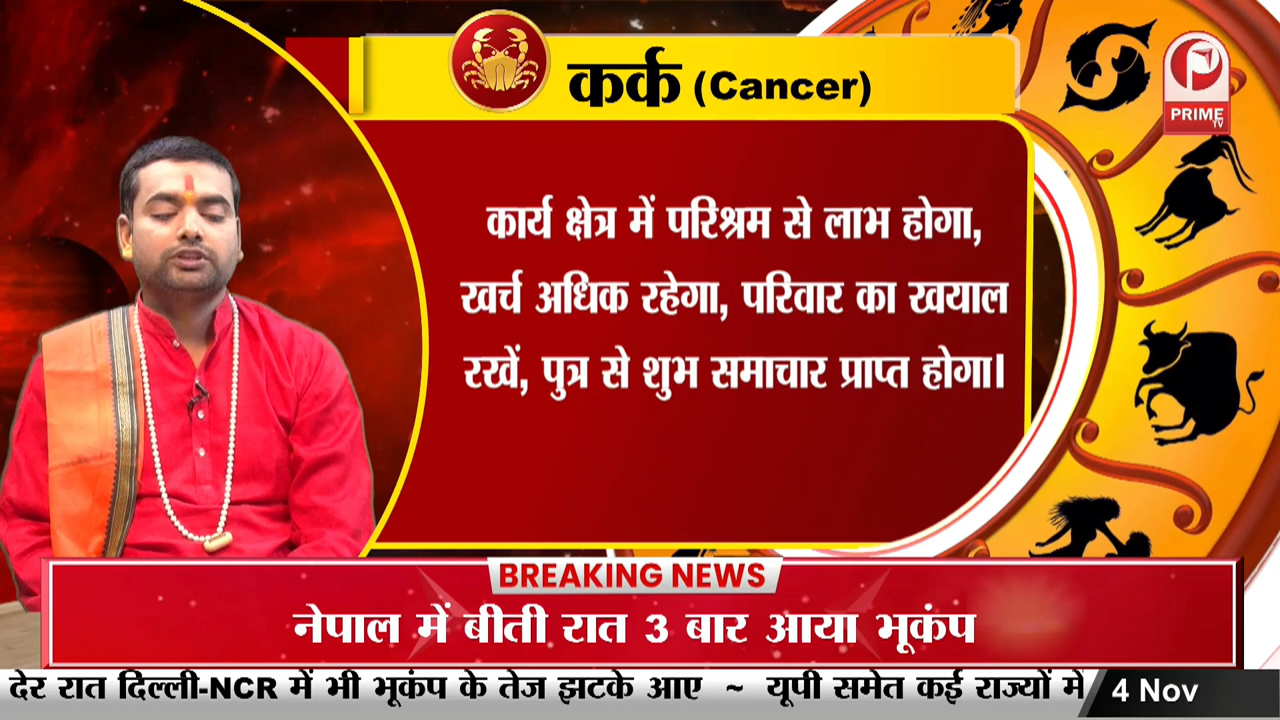 कर्क (Cancer)
PRIME
TV
कार्य क्षेत्र में परिश्रम से लाभ होगा,
खर्च अधिक रहेगा, परिवार का खयाल
रखें, पुत्र से शुभ समाचार प्राप्त होगा।
BREAKING NEWS
नेपाल में बीती रात 3 बार आया भूकंप
देर रात दिल्ली-NCR में भी भूकंप के तेज झटके आए ~ यूपी समेत कई राज्यों में
4 Nov